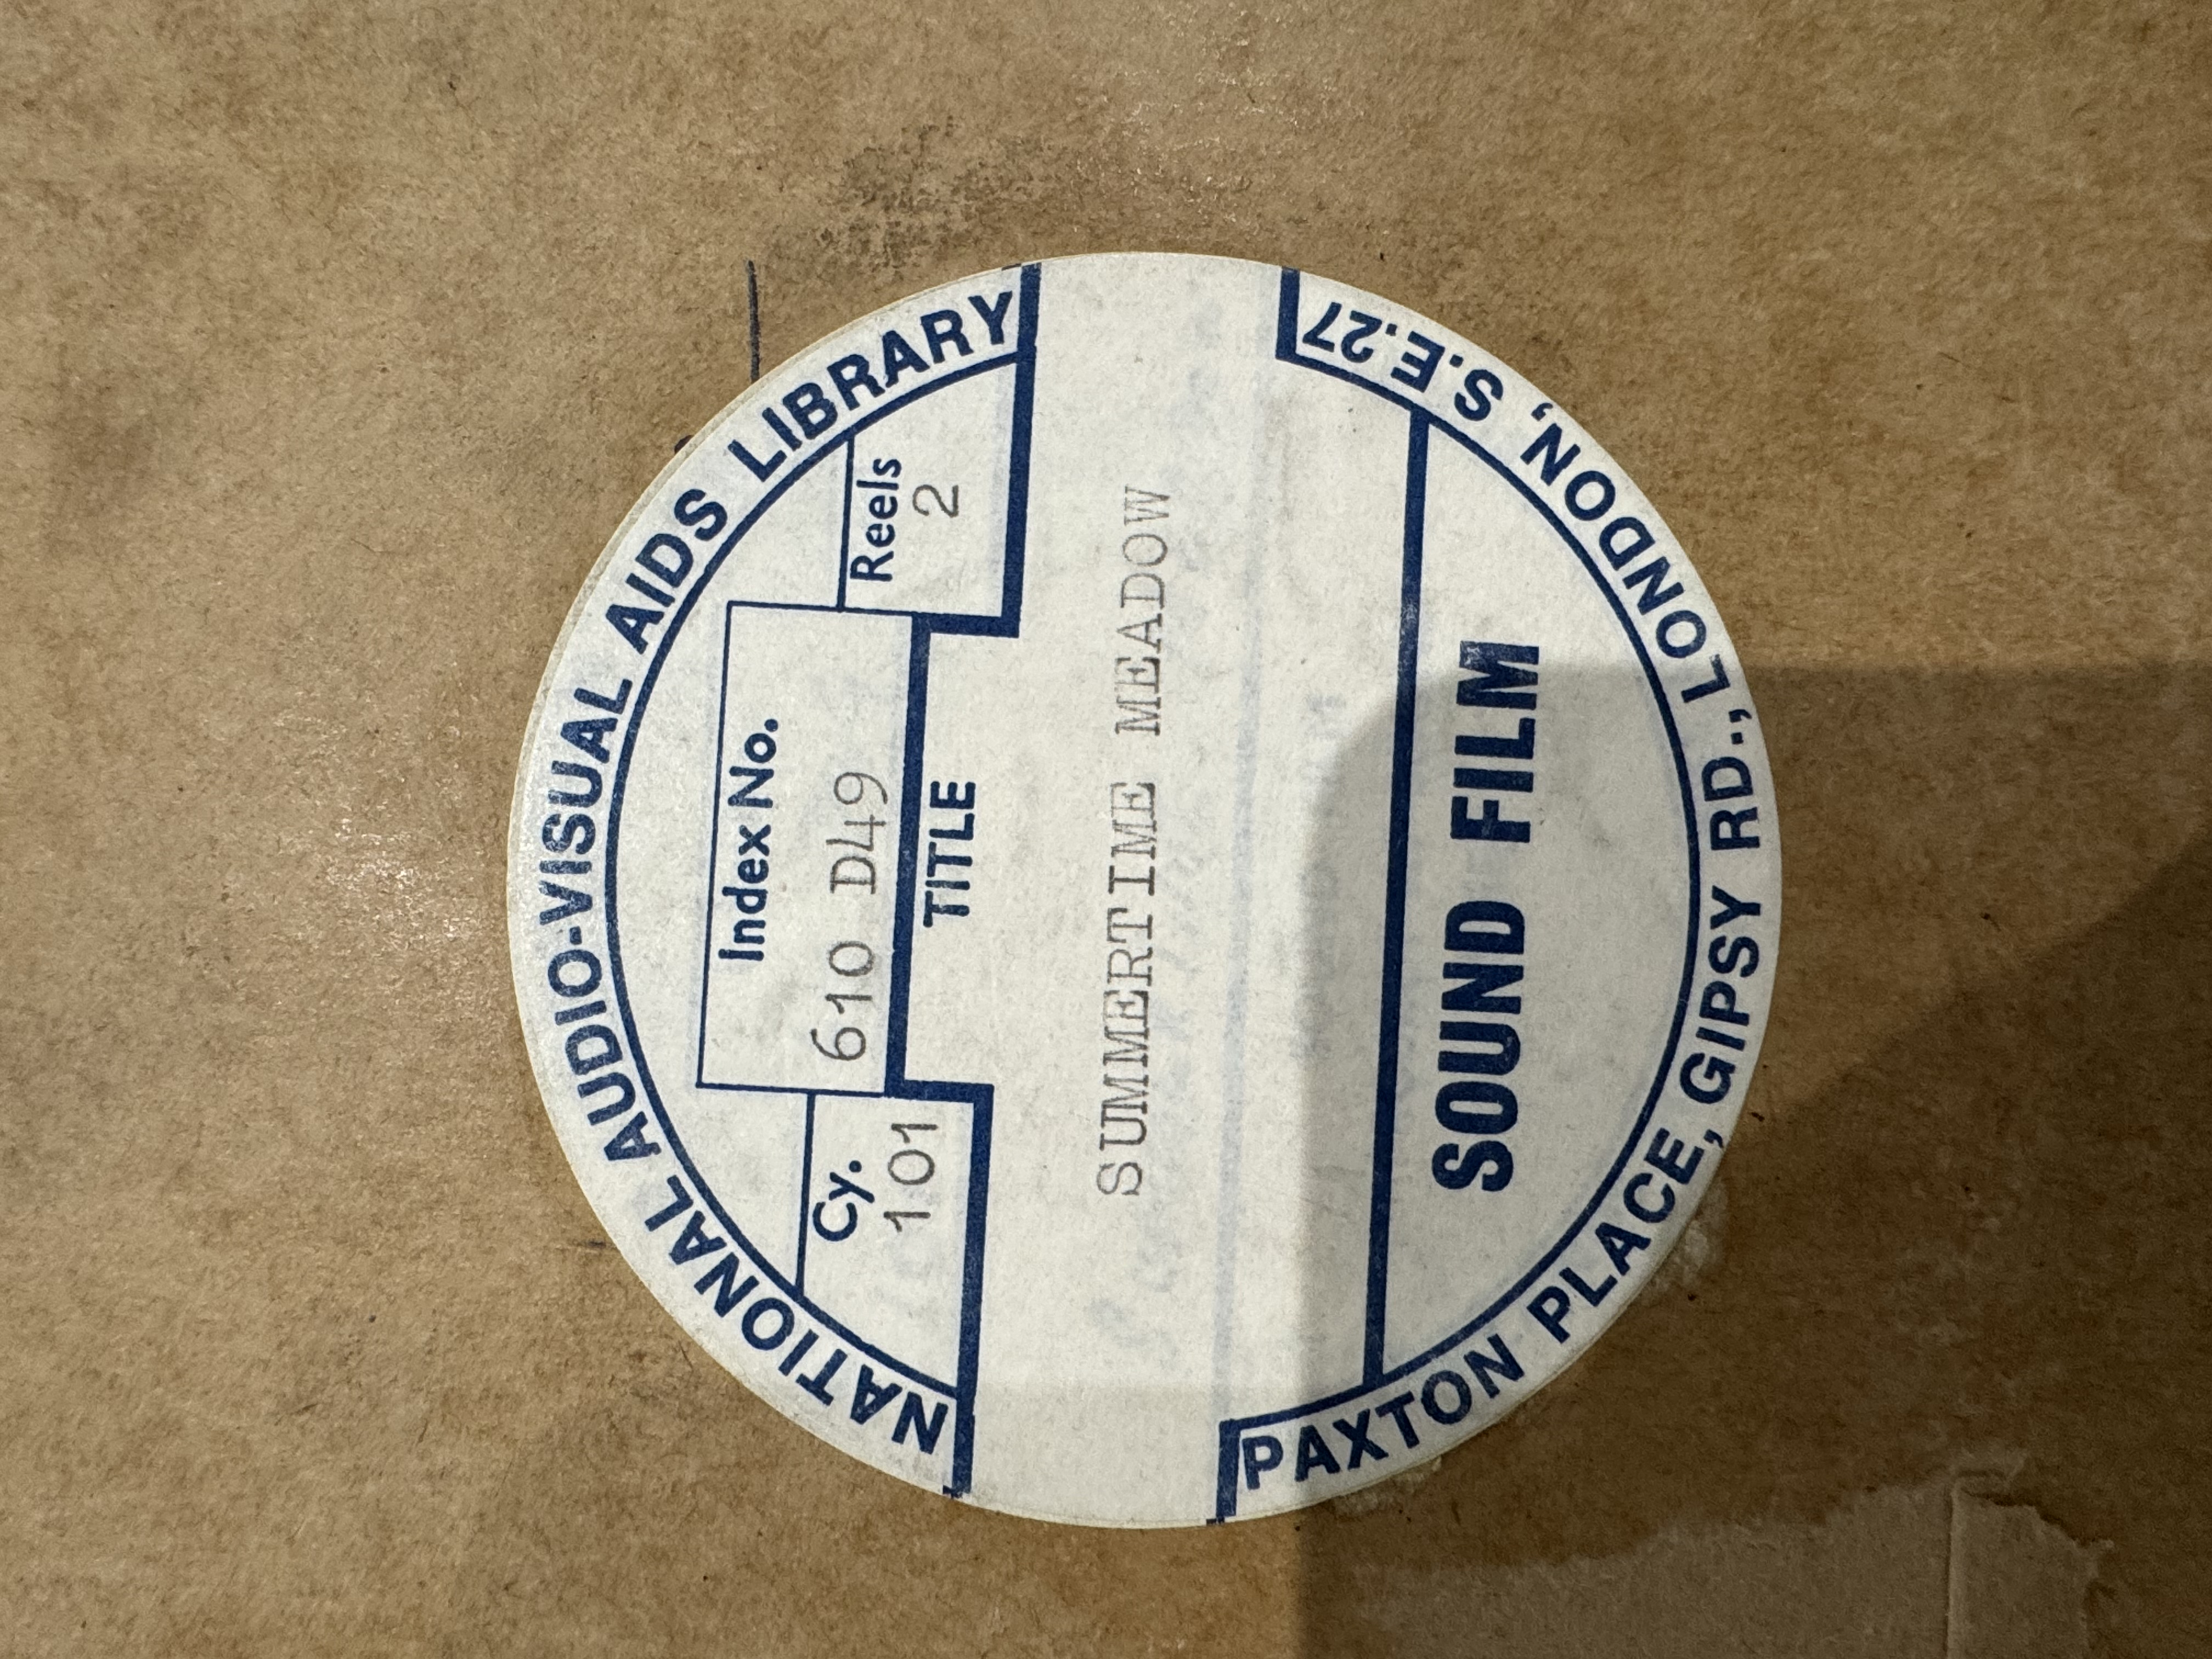 NATIONAL AUDIO-VISUAL AIDS LIBRARY
Index No.
610 D49
Cy.
101
Reels
2
TITLE
SUMMERTIME MEADOW
SOUND FILM
PAXTON PLACE, GIPSY RD., LONDON, S.E.27